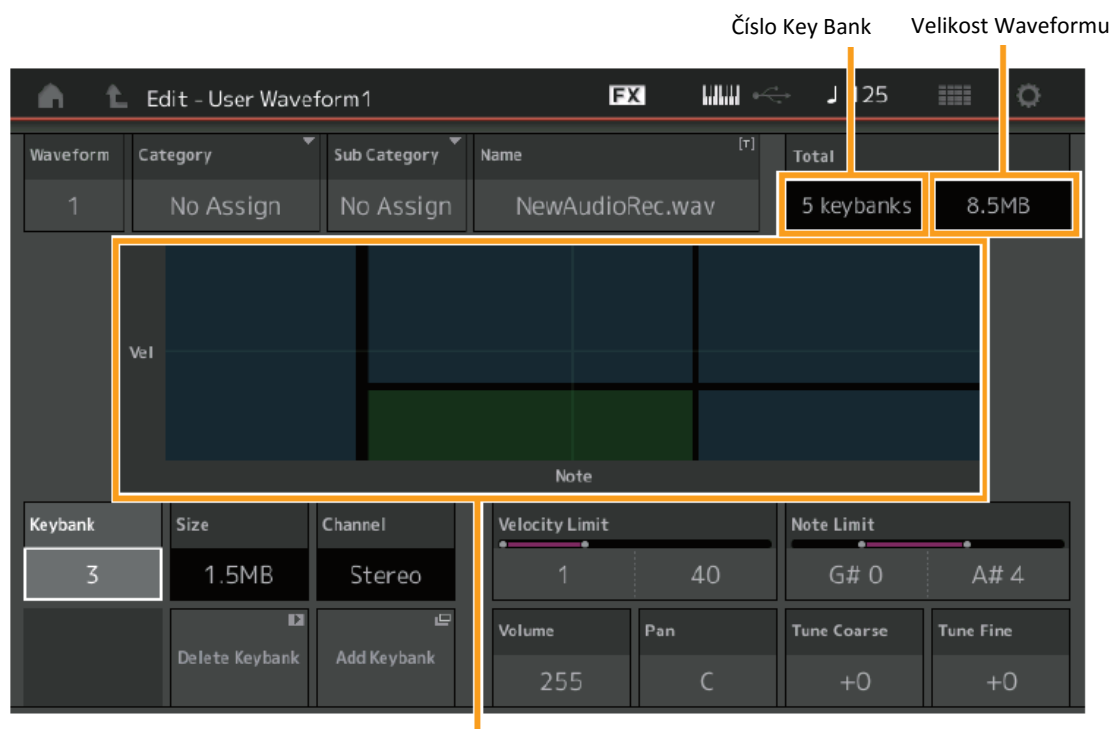 Číslo Key Bank Velikost Waveformu
Edit - User Waveform1 FX ♩ 125
Waveform Category Sub Category Name [T] Total
1 No Assign No Assign NewAudioRec.wav 5 keybanks 8.5MB
Vel
Note
Keybank Size Channel Velocity Limit Note Limit
3 1.5MB Stereo 1 40 G# 0 A# 4
Delete Keybank Add Keybank Volume Pan Tune Coarse Tune Fine
255 C +0 +0